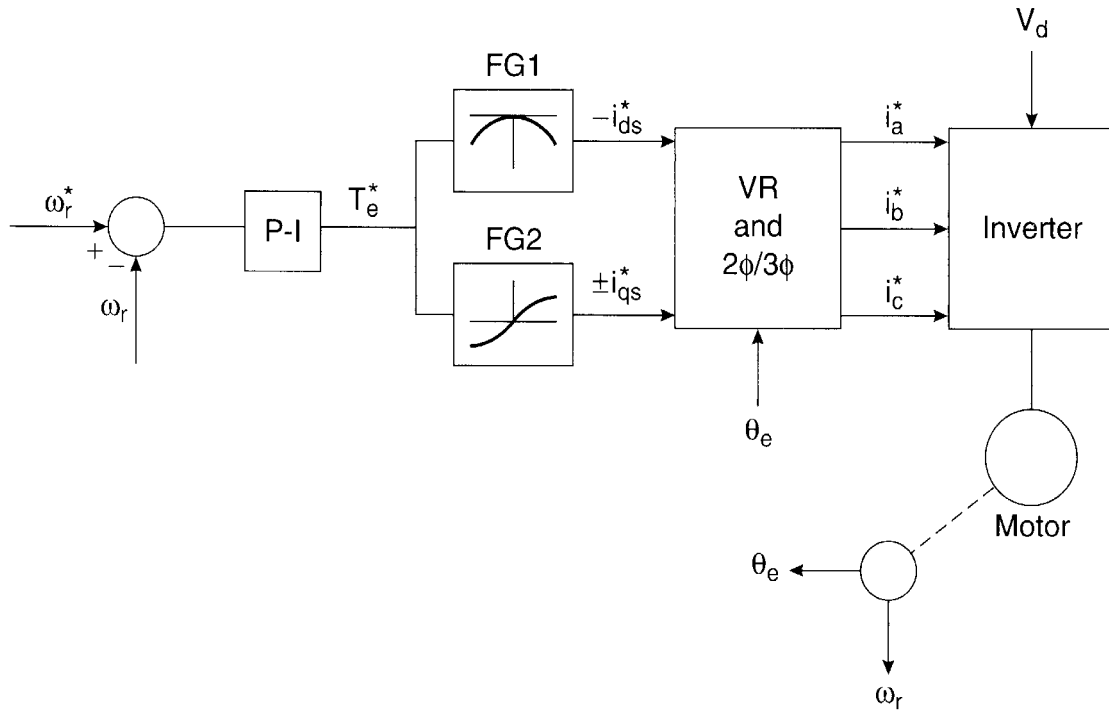 V_d
FG1
−i*_ds
i*_a
ω*_r
+
−
ω_r
P-I
T*_e
FG2
±i*_qs
VR
and
2ϕ/3ϕ
i*_b
i*_c
Inverter
θ_e
Motor
θ_e
ω_r